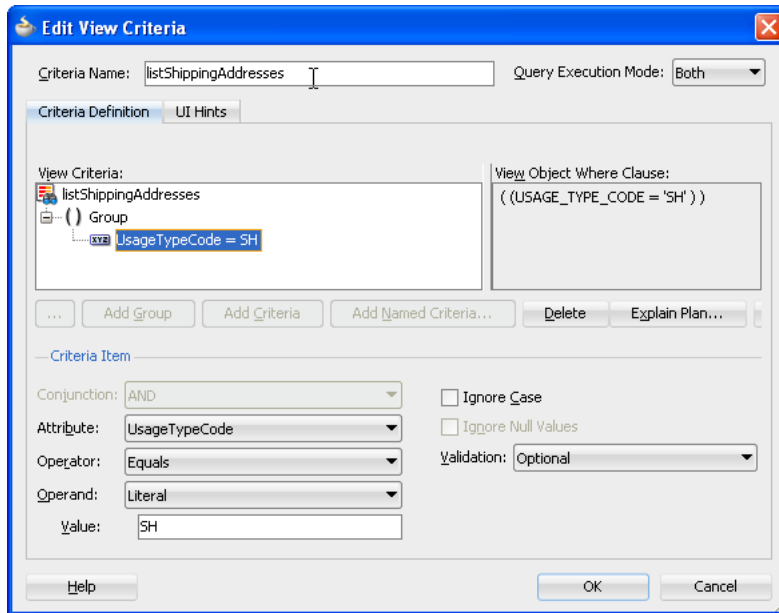 Edit View Criteria
Criteria Name: listShippingAddresses Query Execution Mode: Both
Criteria Definition UI Hints
View Criteria: View Object Where Clause:
listShippingAddresses ( (USAGE_TYPE_CODE = 'SH' ) )
( ) Group
XYZ UsageTypeCode = SH
... Add Group Add Criteria Add Named Criteria... Delete Explain Plan...
Criteria Item
Conjunction: AND Ignore Case
Attribute: UsageTypeCode Ignore Null Values
Operator: Equals Validation: Optional
Operand: Literal
Value: SH
Help OK Cancel